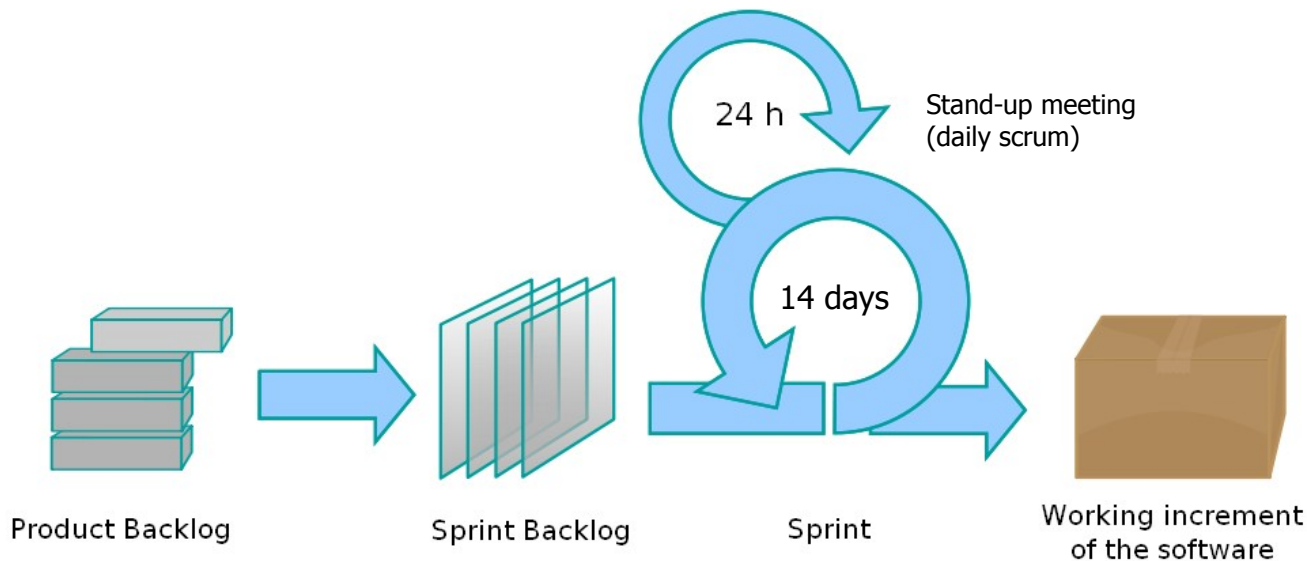 24 h
Stand-up meeting
(daily scrum)
14 days
Product Backlog
Sprint Backlog
Sprint
Working increment
of the software